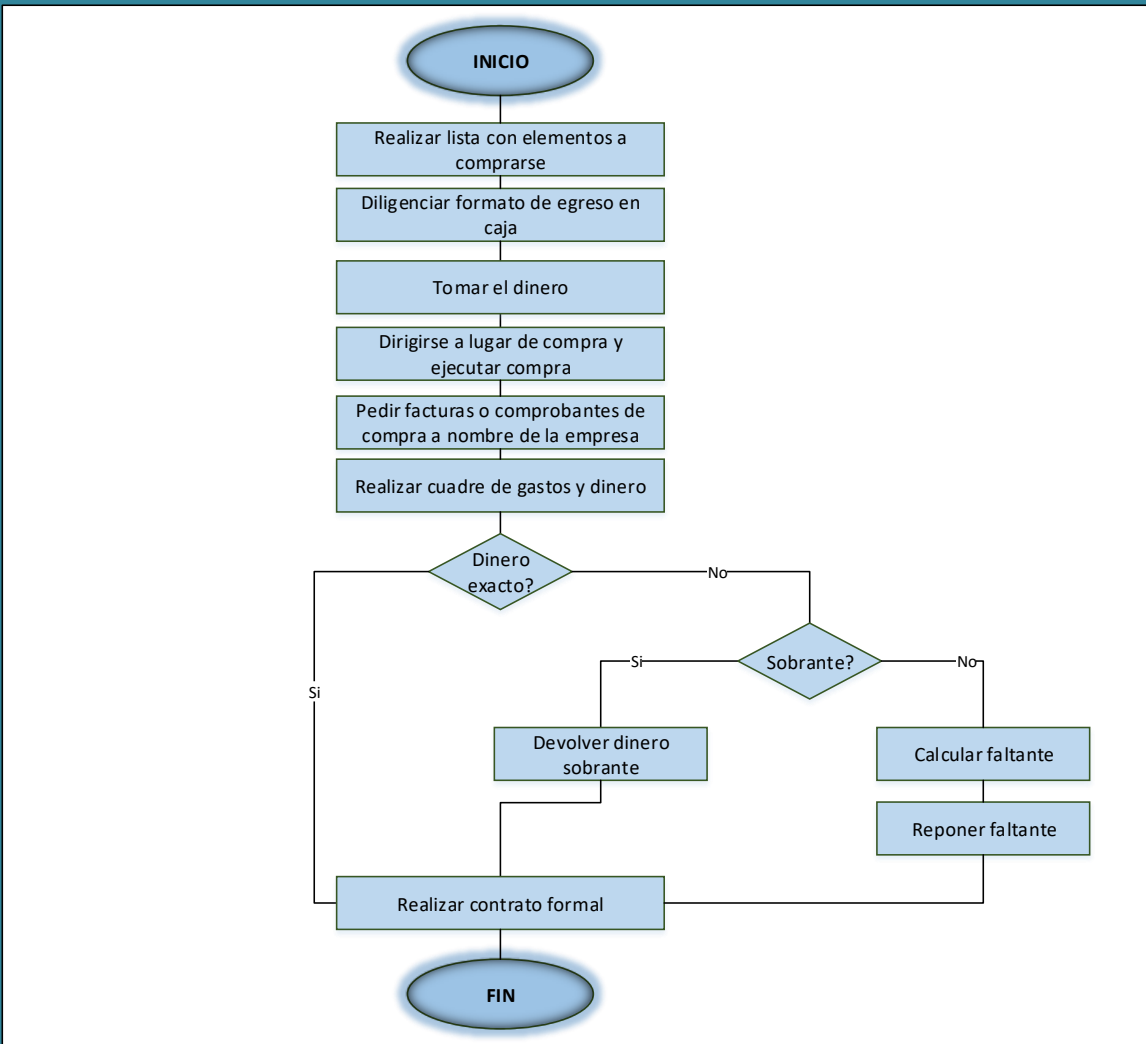 INICIO
Realizar lista con elementos a
comprarse
Diligenciar formato de egreso en
caja
Tomar el dinero
Dirigirse a lugar de compra y
ejecutar compra
Pedir facturas o comprobantes de
compra a nombre de la empresa
Realizar cuadre de gastos y dinero
Dinero
exacto?
No
Sobrante?
Si
No
Si
Devolver dinero
sobrante
Calcular faltante
Reponer faltante
Realizar contrato formal
FIN